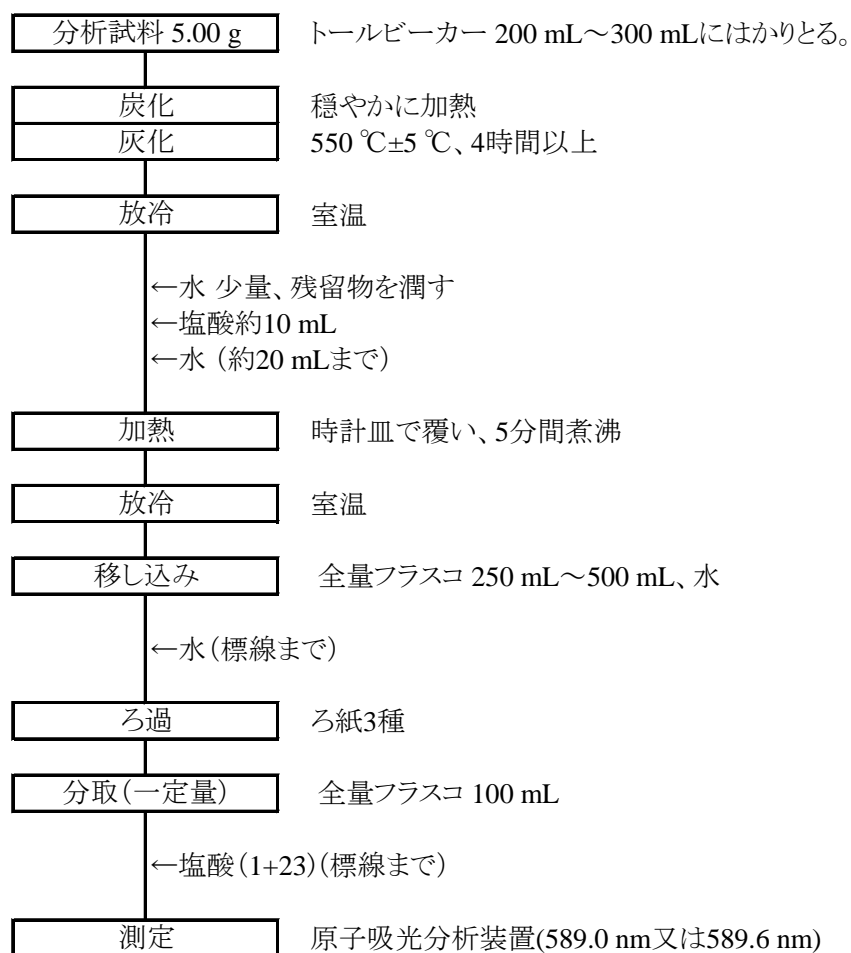 分析試料 5.00 g トールビーカー 200 mL～300 mLにはかりとる。
炭化 穏やかに加熱
灰化 550 ℃±5 ℃、4時間以上
放冷 室温
←水 少量、残留物を潤す
←塩酸約10 mL
←水（約20 mLまで）
加熱 時計皿で覆い、5分間煮沸
放冷 室温
移し込み 全量フラスコ 250 mL～500 mL、水
←水（標線まで）
ろ過 ろ紙3種
分取（一定量） 全量フラスコ 100 mL
←塩酸（1+23）（標線まで）
測定 原子吸光分析装置(589.0 nm又は589.6 nm)